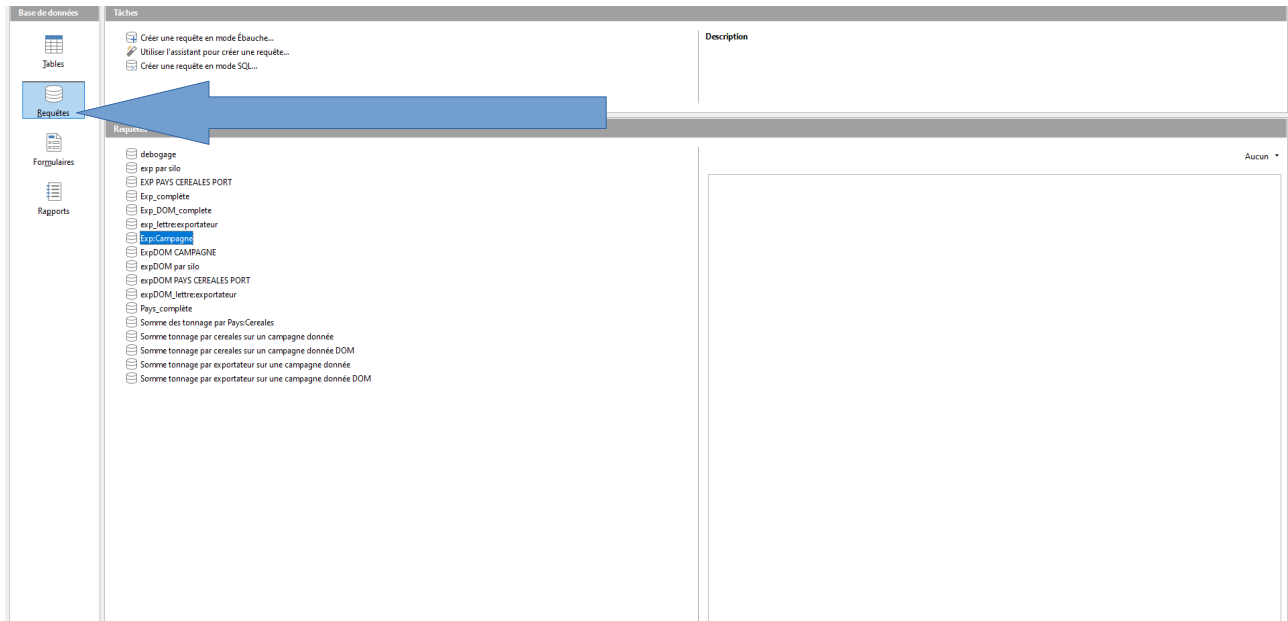 Base de données
Tables
Requêtes
Formulaires
Rapports
Tâches
Créer une requête en mode Ébauche...
Utiliser l'assistant pour créer une requête...
Créer une requête en mode SQL...
Description
Requêtes
debogage
exp par silo
EXP PAYS CEREALES PORT
Exp_complète
Exp_DOM_complete
exp_lettre:exportateur
Exp:Campagne
ExpDOM CAMPAGNE
expDOM par silo
expDOM PAYS CEREALES PORT
expDOM_lettre:exportateur
Pays_complète
Somme des tonnage par Pays:Cereales
Somme tonnage par cereales sur un campagne donnée
Somme tonnage par cereales sur un campagne donnée DOM
Somme tonnage par exportateur sur une campagne donnée
Somme tonnage par exportateur sur une campagne donnée DOM
Aucun